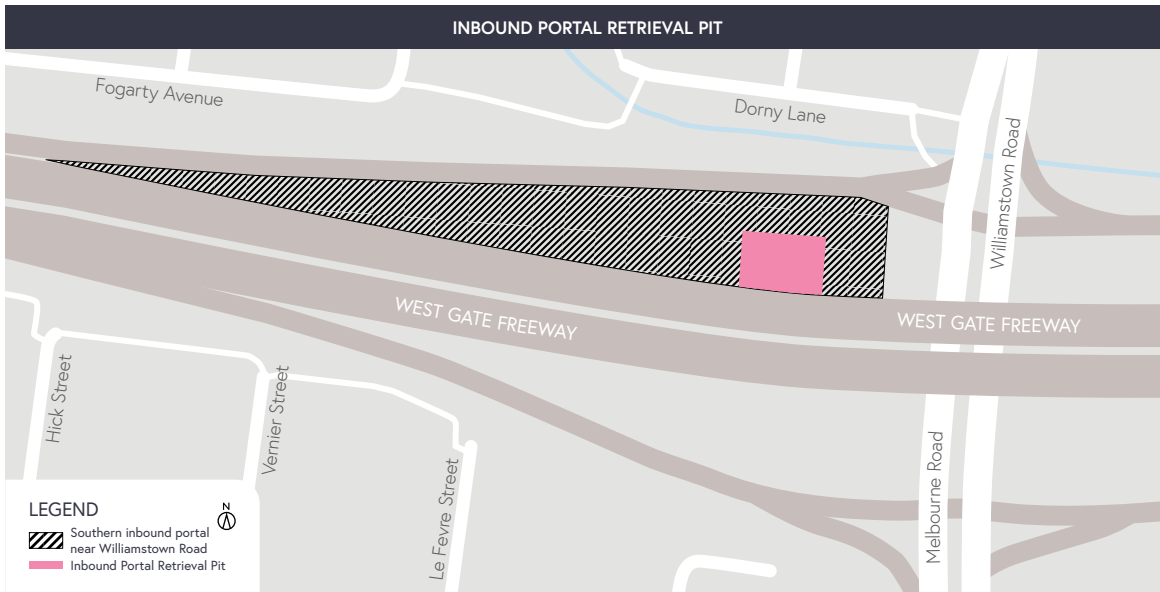 INBOUND PORTAL RETRIEVAL PIT
Fogarty Avenue
Dorny Lane
Williamstown Road
WEST GATE FREEWAY
WEST GATE FREEWAY
Hick Street
Vernier Street
Le Fevre Street
Melbourne Road
LEGEND
N
Southern inbound portal
near Williamstown Road
Inbound Portal Retrieval Pit